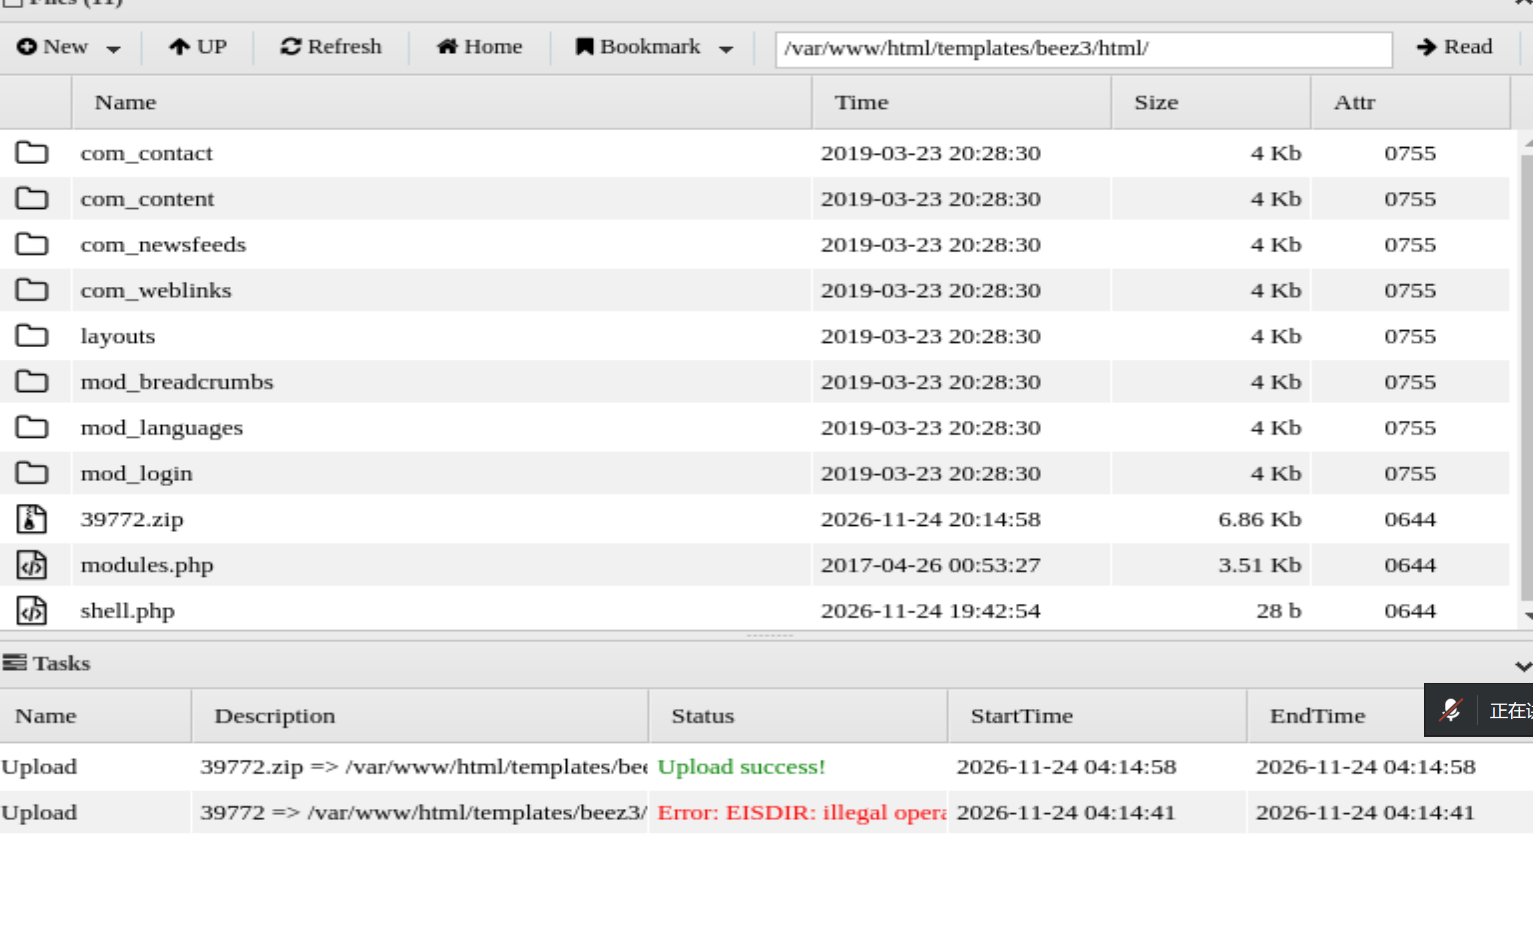 Files (11)
New UP Refresh Home Bookmark /var/www/html/templates/beez3/html/ Read
Name Time Size Attr
com_contact 2019-03-23 20:28:30 4 Kb 0755
com_content 2019-03-23 20:28:30 4 Kb 0755
com_newsfeeds 2019-03-23 20:28:30 4 Kb 0755
com_weblinks 2019-03-23 20:28:30 4 Kb 0755
layouts 2019-03-23 20:28:30 4 Kb 0755
mod_breadcrumbs 2019-03-23 20:28:30 4 Kb 0755
mod_languages 2019-03-23 20:28:30 4 Kb 0755
mod_login 2019-03-23 20:28:30 4 Kb 0755
39772.zip 2026-11-24 20:14:58 6.86 Kb 0644
modules.php 2017-04-26 00:53:27 3.51 Kb 0644
shell.php 2026-11-24 19:42:54 28 b 0644
Tasks
Name Description Status StartTime EndTime
正在
Upload 39772.zip => /var/www/html/templates/bee Upload success! 2026-11-24 04:14:58 2026-11-24 04:14:58
Upload 39772 => /var/www/html/templates/beez3/ Error: EISDIR: illegal opera 2026-11-24 04:14:41 2026-11-24 04:14:41